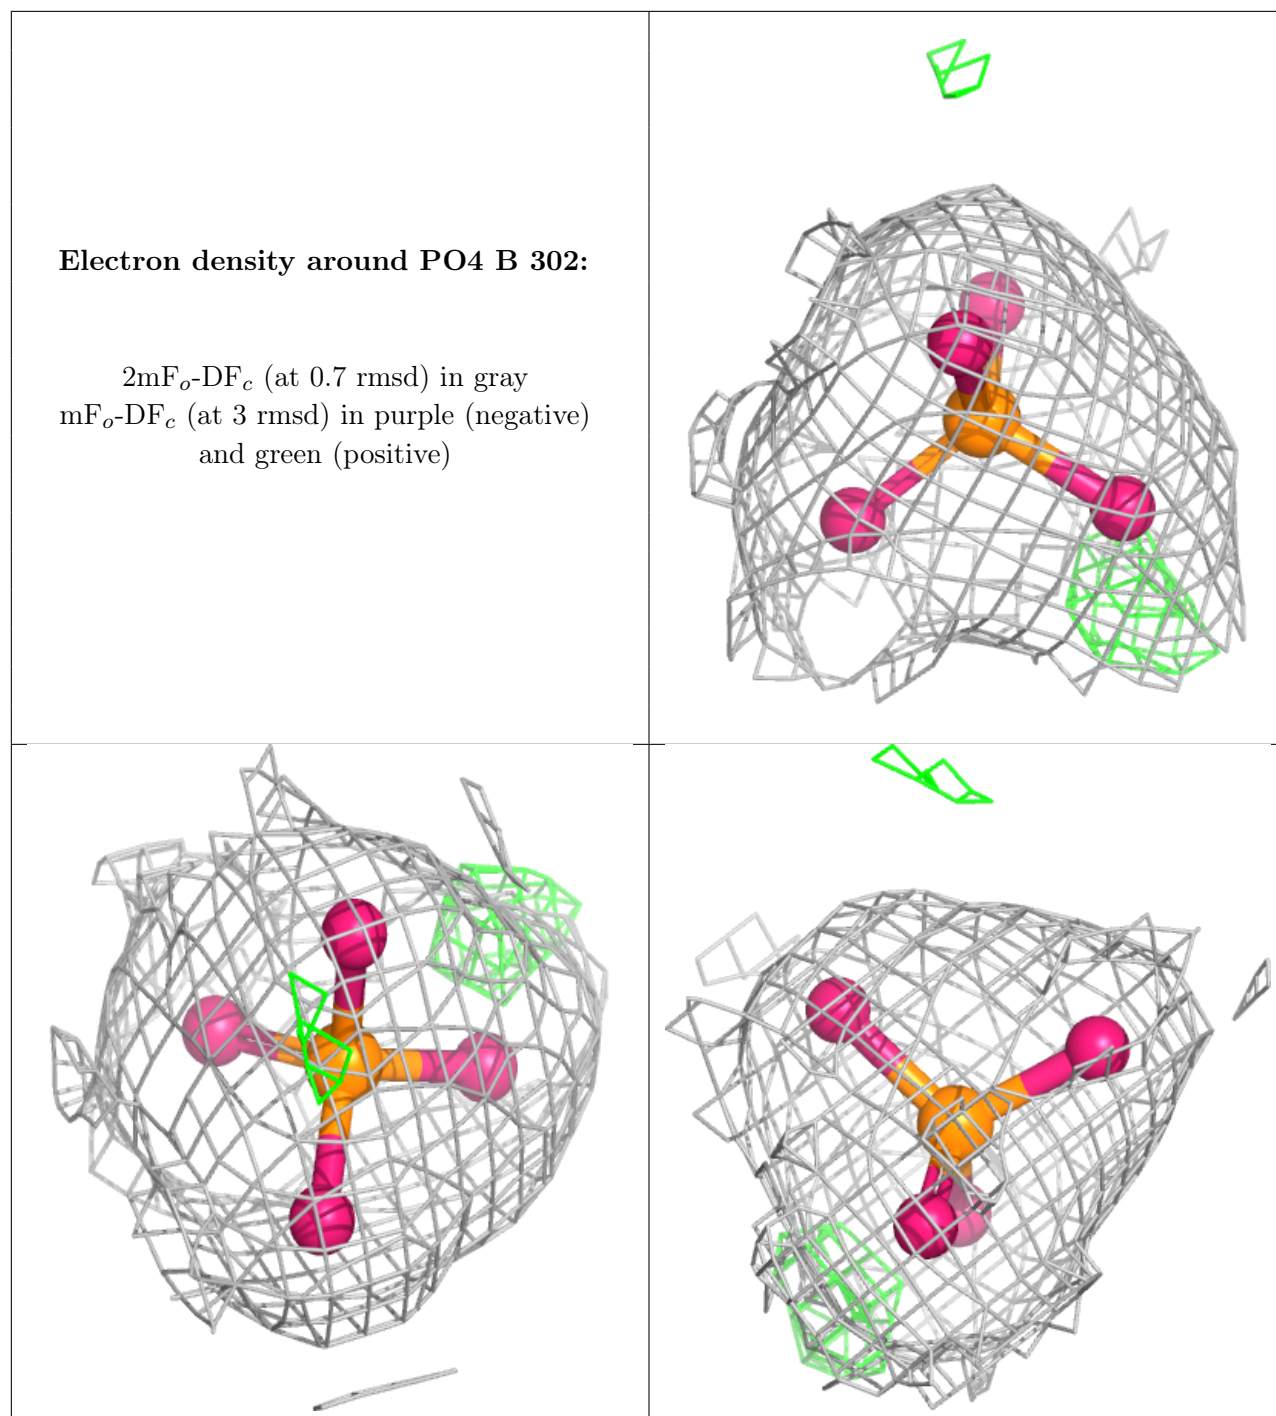 Electron density around PO4 B 302:
2mFo-DFc (at 0.7 rmsd) in gray
mFo-DFc (at 3 rmsd) in purple (negative)
and green (positive)